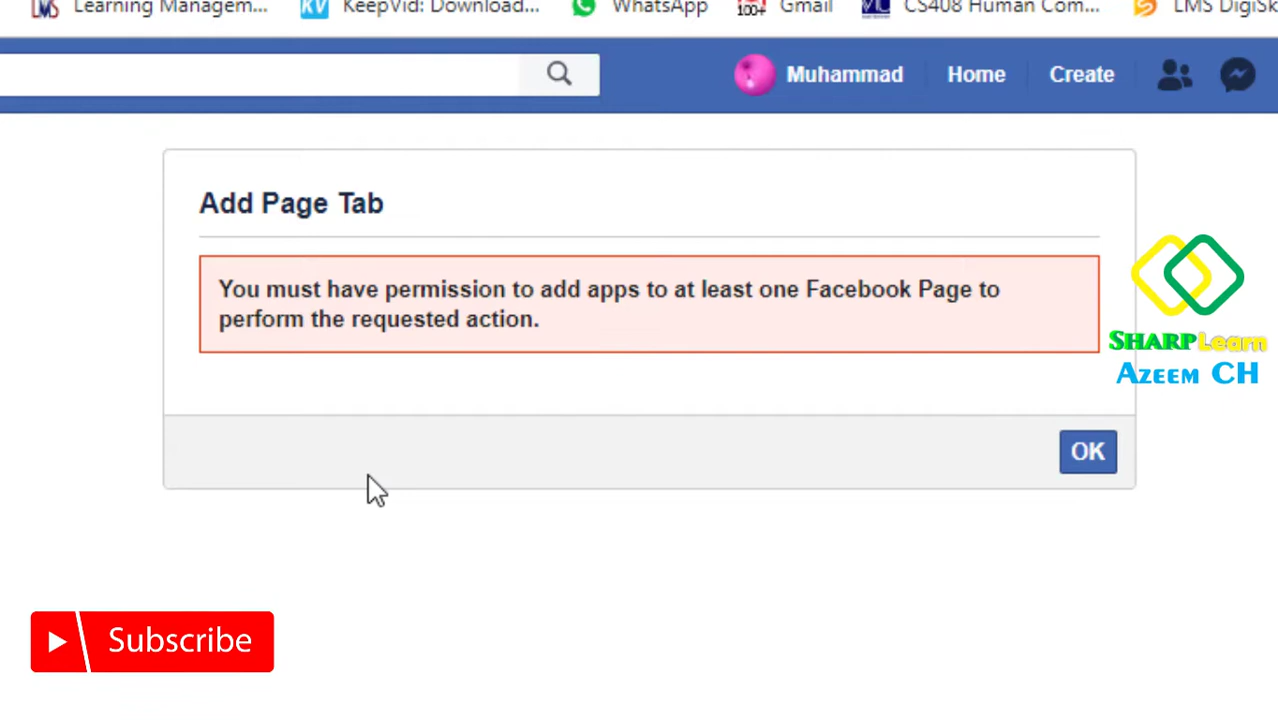 Learning Managem... KeepVid: Download... WhatsApp 100+ Gmail CS408 Human Com... LMS DigiSk
Muhammad Home Create
Add Page Tab
You must have permission to add apps to at least one Facebook Page to
perform the requested action.
SHARPLearn
AZEEM CH
OK
Subscribe